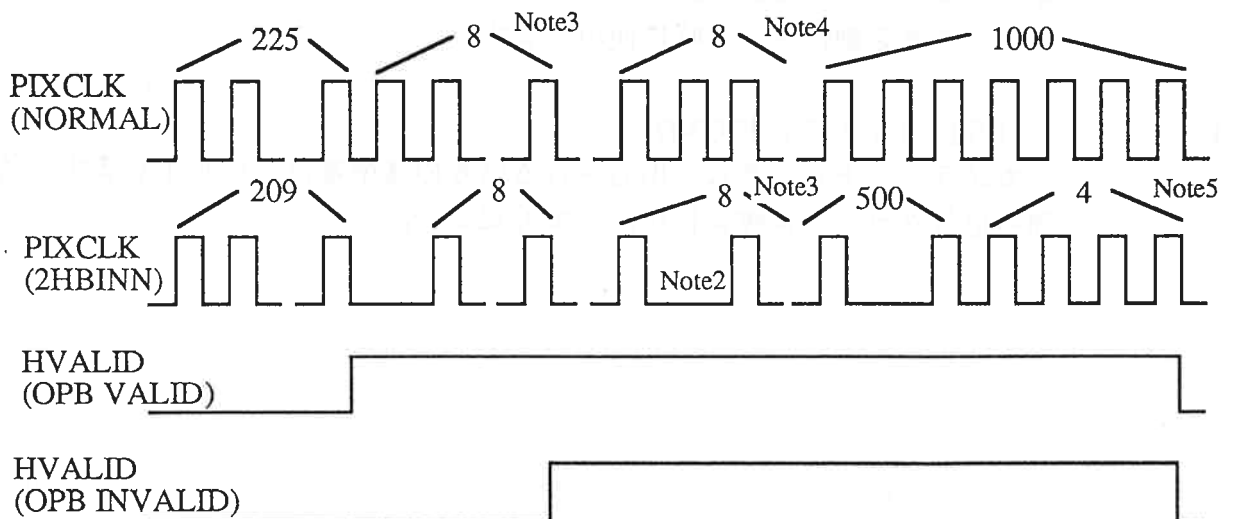 225 8 Note3 8 Note4 1000
PIXCLK
(NORMAL)
209 8 8 Note3 500 4 Note5
PIXCLK
(2HBINN)
Note2
HVALID
(OPB VALID)
HVALID
(OPB INVALID)